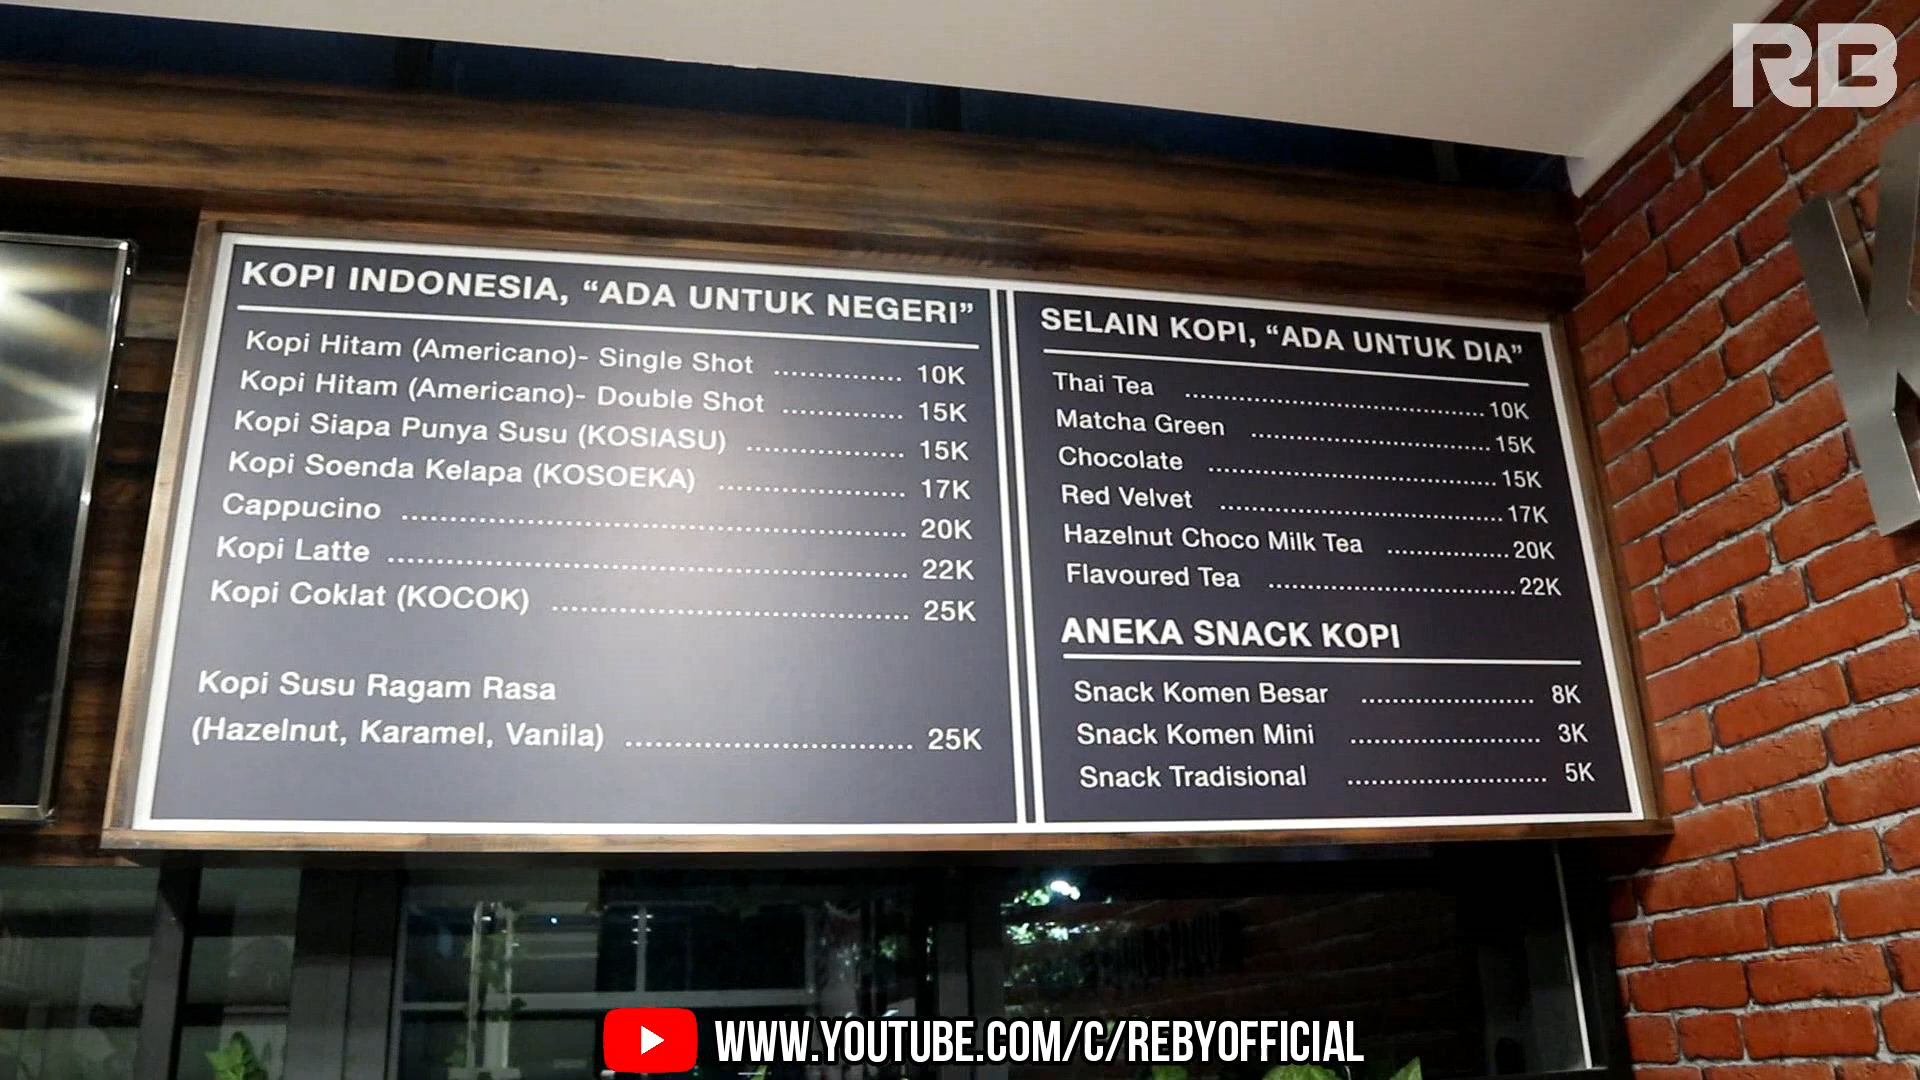 RB
KOPI INDONESIA, “ADA UNTUK NEGERI”
Kopi Hitam (Americano)- Single Shot .............. 10K
Kopi Hitam (Americano)- Double Shot ............. 15K
Kopi Siapa Punya Susu (KOSIASU) ................. 15K
Kopi Soenda Kelapa (KOSOEKA) .................... 17K
Cappucino ...................................................... 20K
Kopi Latte ...................................................... 22K
Kopi Coklat (KOCOK) ..................................... 25K
Kopi Susu Ragam Rasa
(Hazelnut, Karamel, Vanila) .............................. 25K
SELAIN KOPI, “ADA UNTUK DIA”
Thai Tea .................................... 10K
Matcha Green ............................. 15K
Chocolate ................................... 15K
Red Velvet .................................. 17K
Hazelnut Choco Milk Tea ............... 20K
Flavoured Tea .............................. 22K
ANEKA SNACK KOPI
Snack Komen Besar ..................... 8K
Snack Komen Mini ....................... 3K
Snack Tradisional ........................ 5K
K
WWW.YOUTUBE.COM/C/REBYOFFICIAL